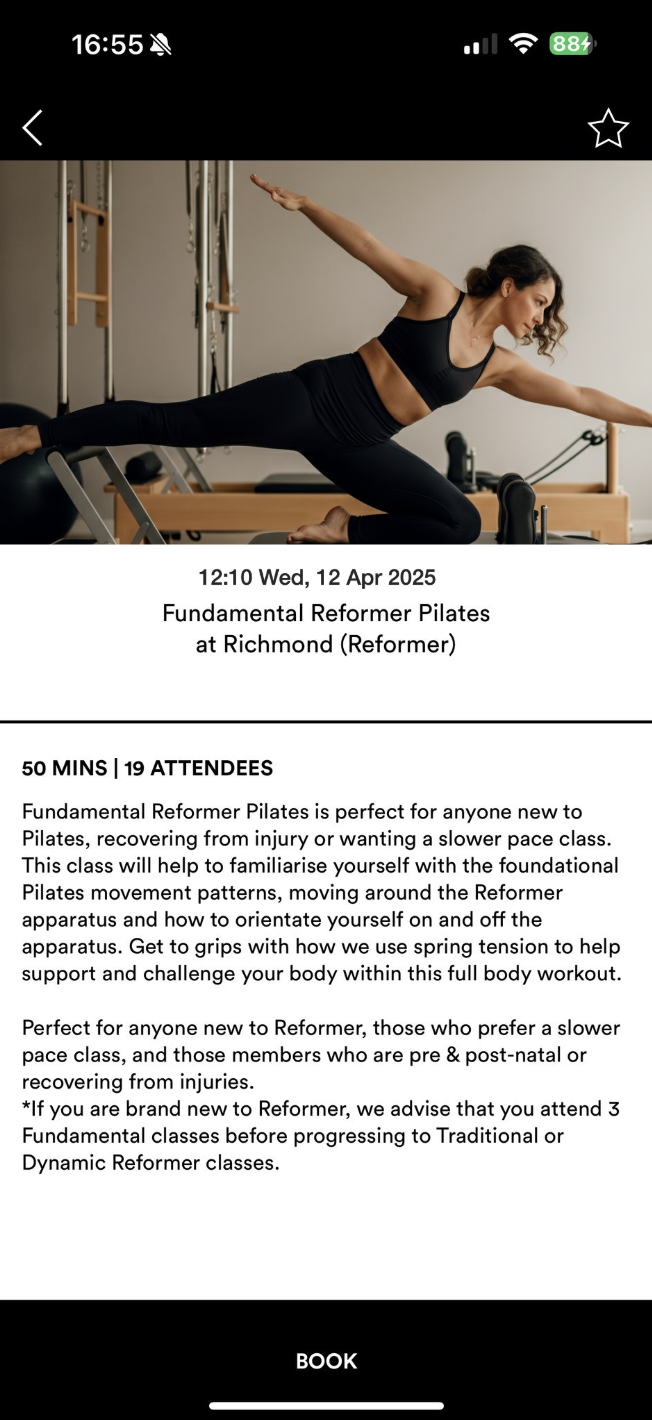 16:55
88
12:10 Wed, 12 Apr 2025
Fundamental Reformer Pilates
at Richmond (Reformer)
50 MINS | 19 ATTENDEES
Fundamental Reformer Pilates is perfect for anyone new to
Pilates, recovering from injury or wanting a slower pace class.
This class will help to familiarise yourself with the foundational
Pilates movement patterns, moving around the Reformer
apparatus and how to orientate yourself on and off the
apparatus. Get to grips with how we use spring tension to help
support and challenge your body within this full body workout.
Perfect for anyone new to Reformer, those who prefer a slower
pace class, and those members who are pre & post-natal or
recovering from injuries.
*If you are brand new to Reformer, we advise that you attend 3
Fundamental classes before progressing to Traditional or
Dynamic Reformer classes.
BOOK